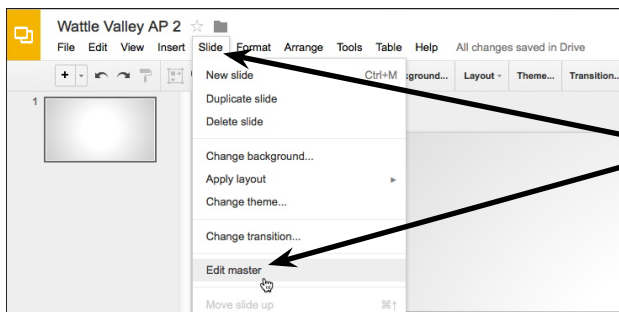 Wattle Valley AP 2
File Edit View Insert Slide Format Arrange Tools Table Help All changes saved in Drive
kground... Layout Theme... Transition...
1
New slide Ctrl+M
Duplicate slide
Delete slide
Change background...
Apply layout
Change theme...
Change transition...
Edit master
Move slide up ⌘↑